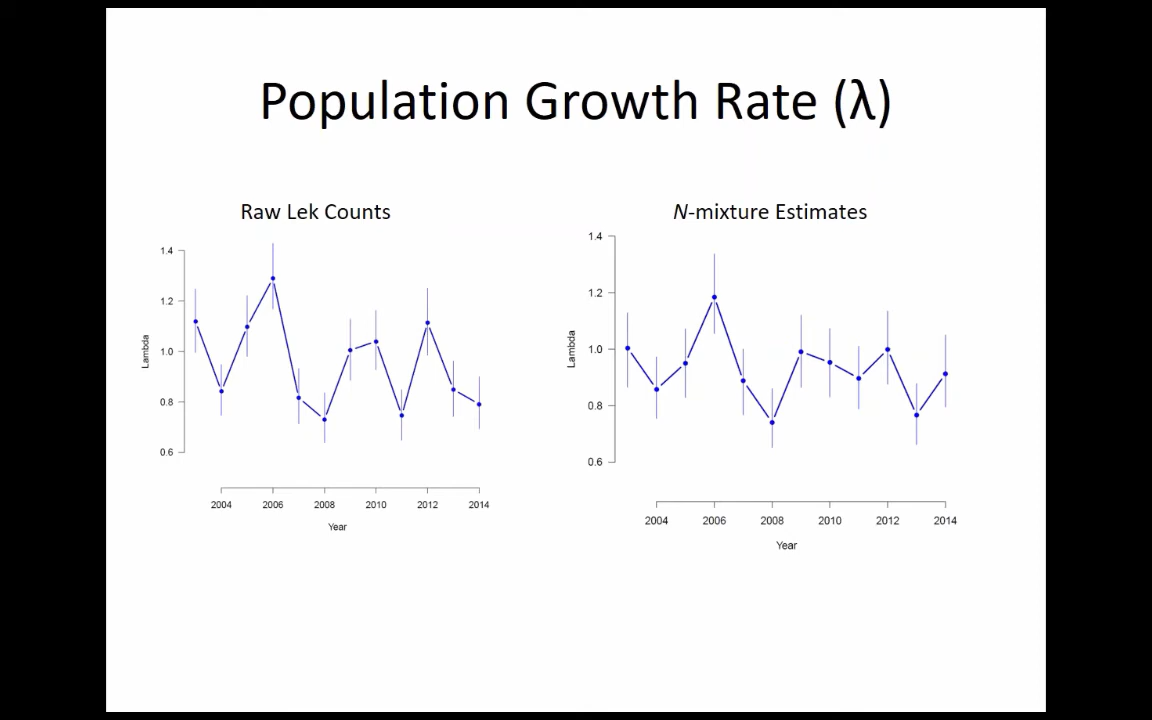 Population Growth Rate (λ)
Raw Lek Counts
1.4
1.2
1.0
0.8
0.6
Lambda
2004 2006 2008 2010 2012 2014
Year
N-mixture Estimates
1.4
1.2
1.0
0.8
0.6
Lambda
2004 2006 2008 2010 2012 2014
Year